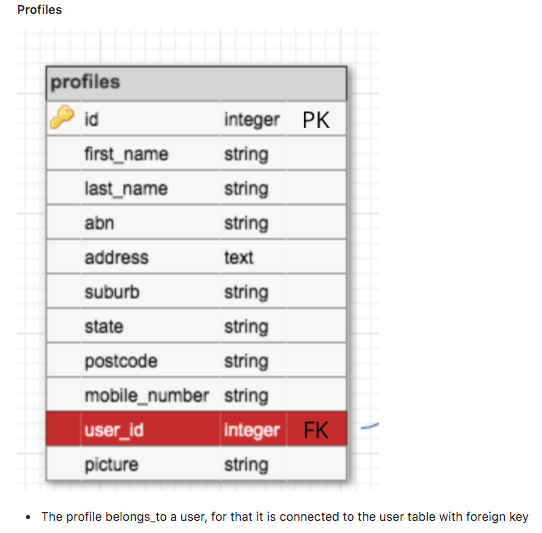 Profiles
profiles
id integer PK
first_name string
last_name string
abn string
address text
suburb string
state string
postcode string
mobile_number string
user_id integer FK
picture string
• The profile belongs_to a user, for that it is connected to the user table with foreign key